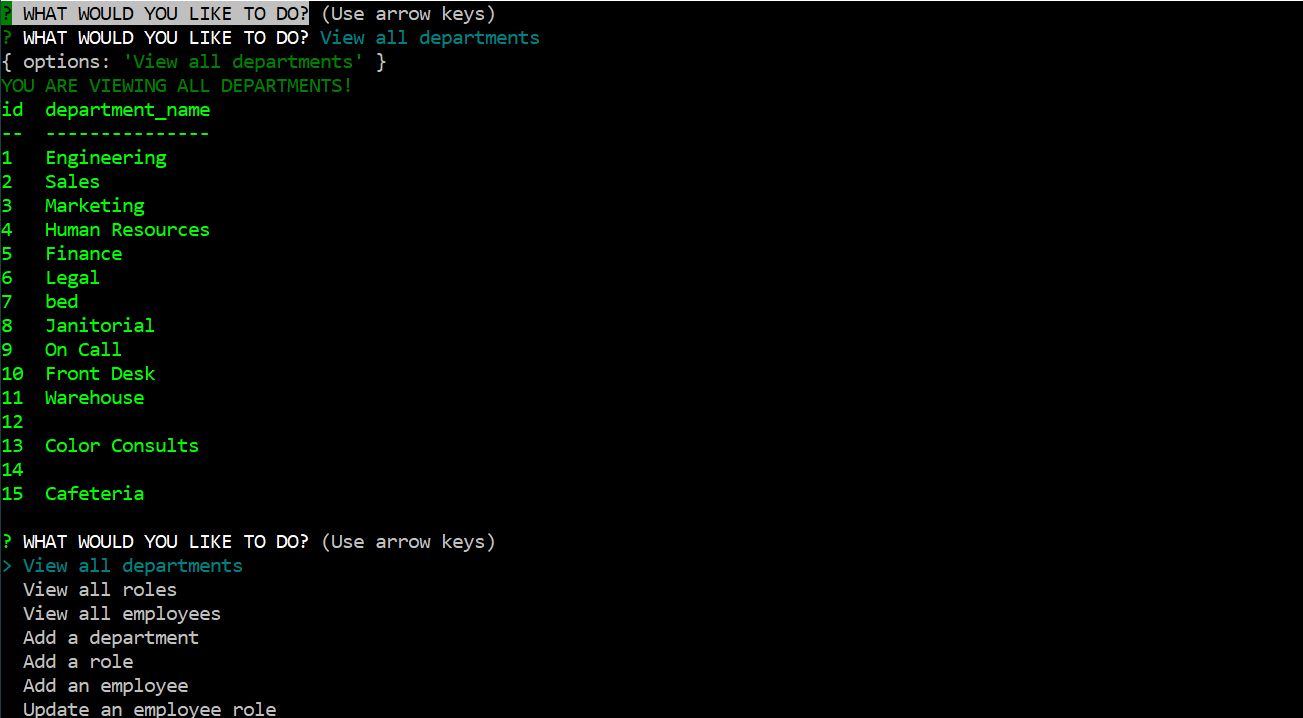 ? WHAT WOULD YOU LIKE TO DO? (Use arrow keys)
? WHAT WOULD YOU LIKE TO DO? View all departments
{ options: 'View all departments' }
YOU ARE VIEWING ALL DEPARTMENTS!
id  department_name
--  ---------------
1   Engineering
2   Sales
3   Marketing
4   Human Resources
5   Finance
6   Legal
7   bed
8   Janitorial
9   On Call
10  Front Desk
11  Warehouse
12
13  Color Consults
14
15  Cafeteria
? WHAT WOULD YOU LIKE TO DO? (Use arrow keys)
> View all departments
  View all roles
  View all employees
  Add a department
  Add a role
  Add an employee
  Update an employee role